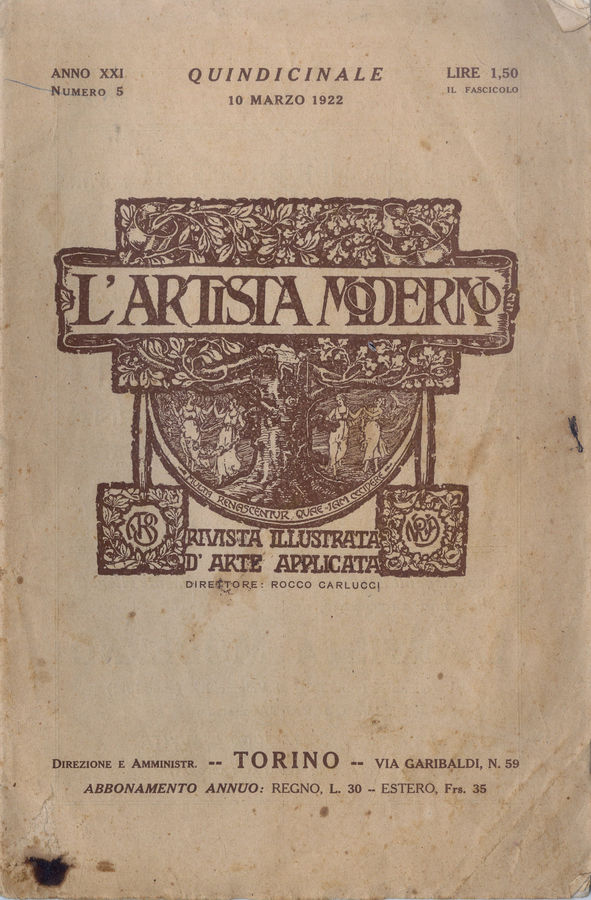 ANNO XXI
NUMERO 5
QUINDICINALE
10 MARZO 1922
LIRE 1,50
IL FASCICOLO
L'ARTISTA MODERNO
MULTA RENASCENTUR QUAE JAM CECIDERE
RIVISTA ILLUSTRATA
D'ARTE APPLICATA
DIRETTORE: ROCCO CARLUCCI
DIREZIONE E AMMINISTR. -- TORINO -- VIA GARIBALDI, N. 59
ABBONAMENTO ANNUO: REGNO, L. 30 -- ESTERO, Frs. 35